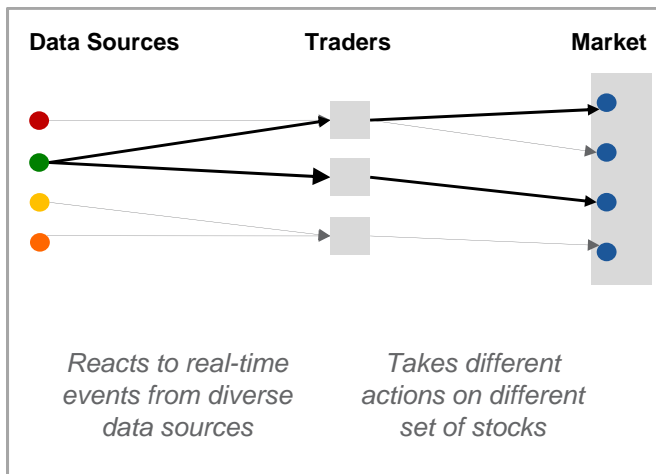 Data Sources
Traders
Market
Reacts to real-time
events from diverse
data sources
Takes different
actions on different
set of stocks